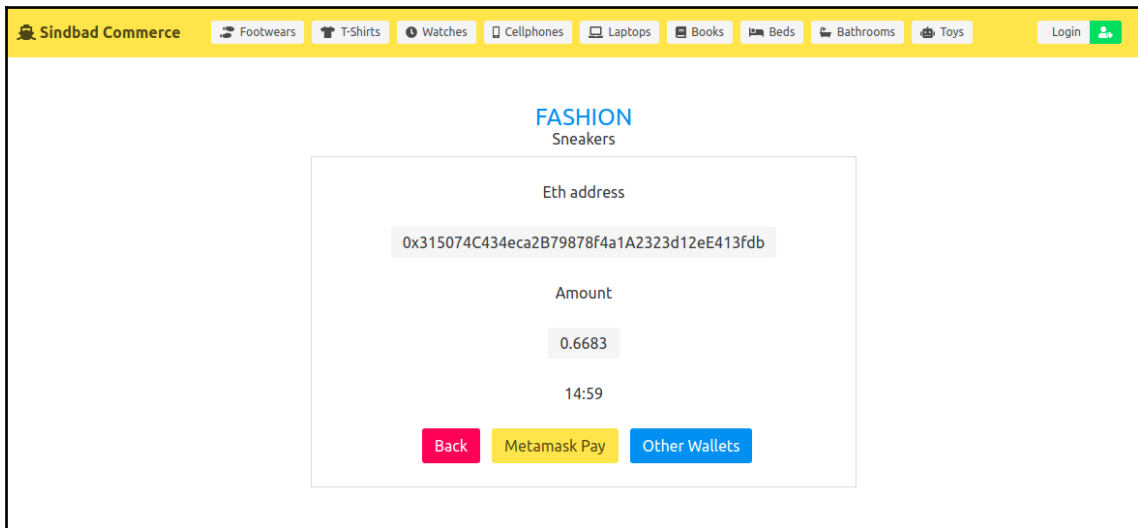 Sindbad Commerce Footwears T-Shirts Watches Cellphones Laptops Books Beds Bathrooms Toys Login
FASHION
Sneakers
Eth address
0x315074C434eca2B79878f4a1A2323d12eE413fdb
Amount
0.6683
14:59
Back Metamask Pay Other Wallets